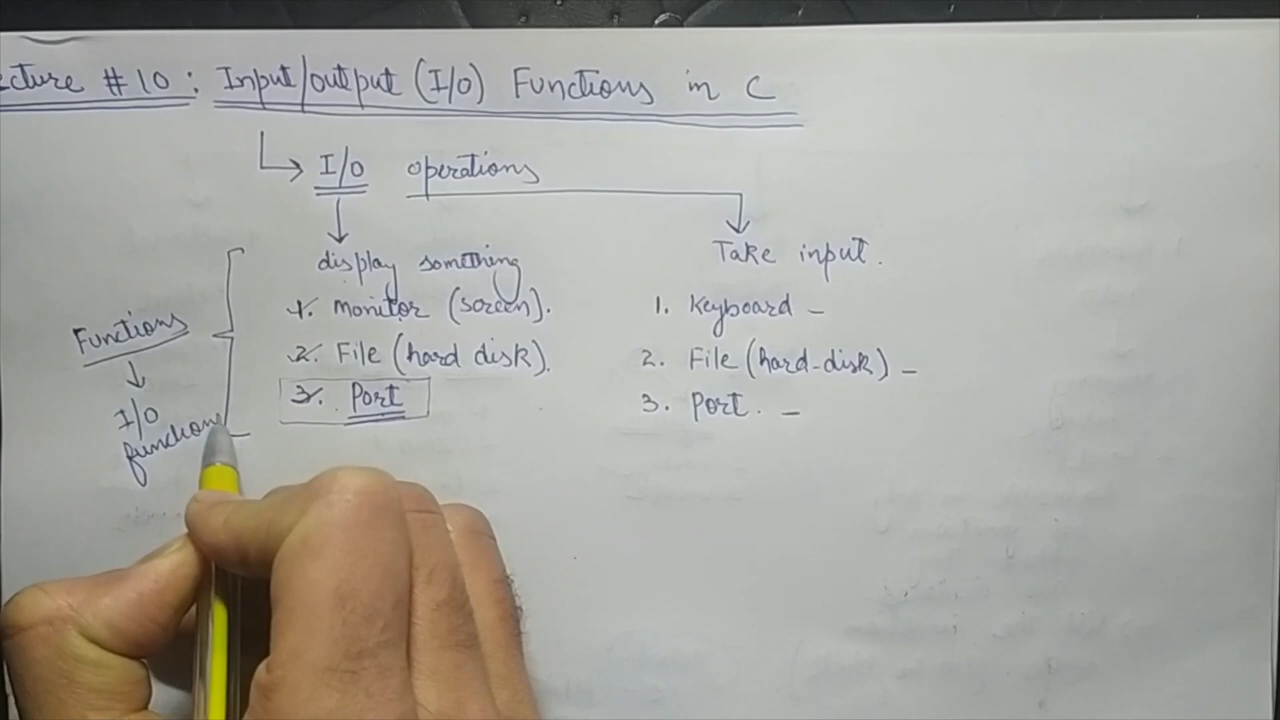 ecture #10: Input/output (I/O) Functions in C
I/O operations
display something
1. Monitor (screen).
2. File (hard disk).
3. Port
Take input.
1. Keyboard -
2. File (hard-disk) -
3. Port. -
Functions
I/O
functions